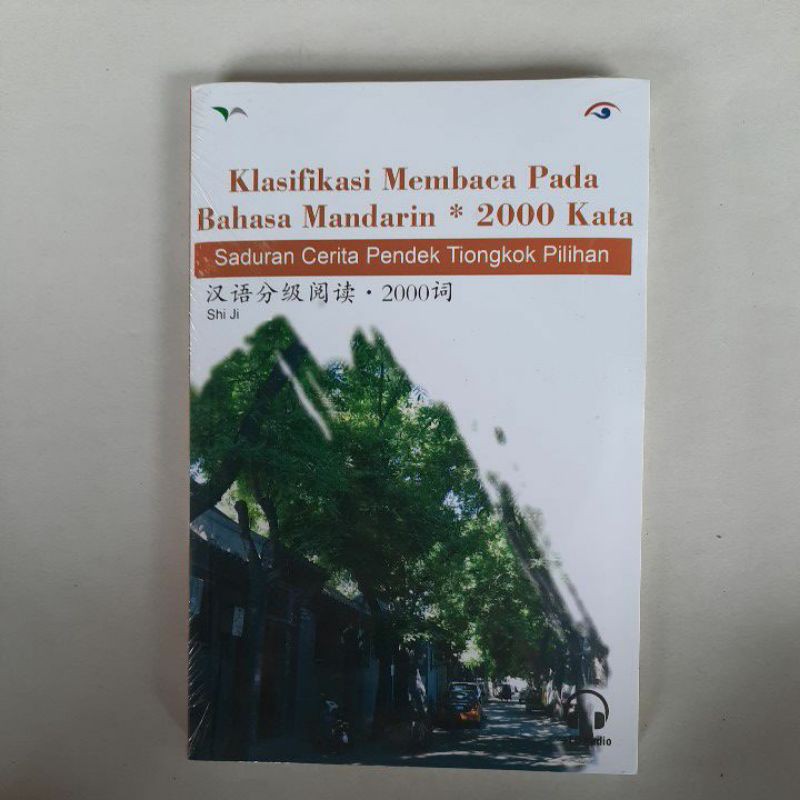 Klasifikasi Membaca Pada
Bahasa Mandarin * 2000 Kata
Saduran Cerita Pendek Tiongkok Pilihan
汉语分级阅读·2000词
Shi Ji